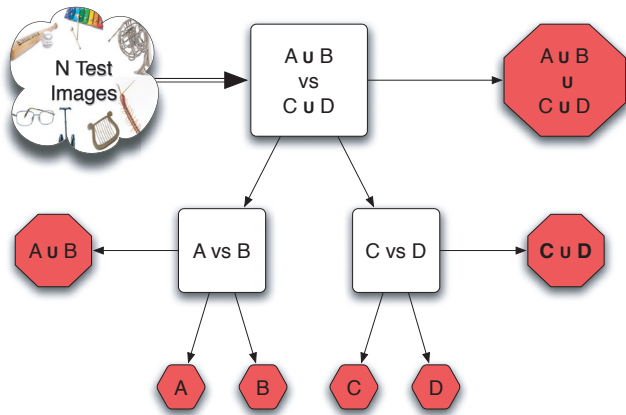 N Test
Images
A ∪ B
vs
C ∪ D
A ∪ B
∪
C ∪ D
A ∪ B
A vs B
C vs D
C ∪ D
A
B
C
D